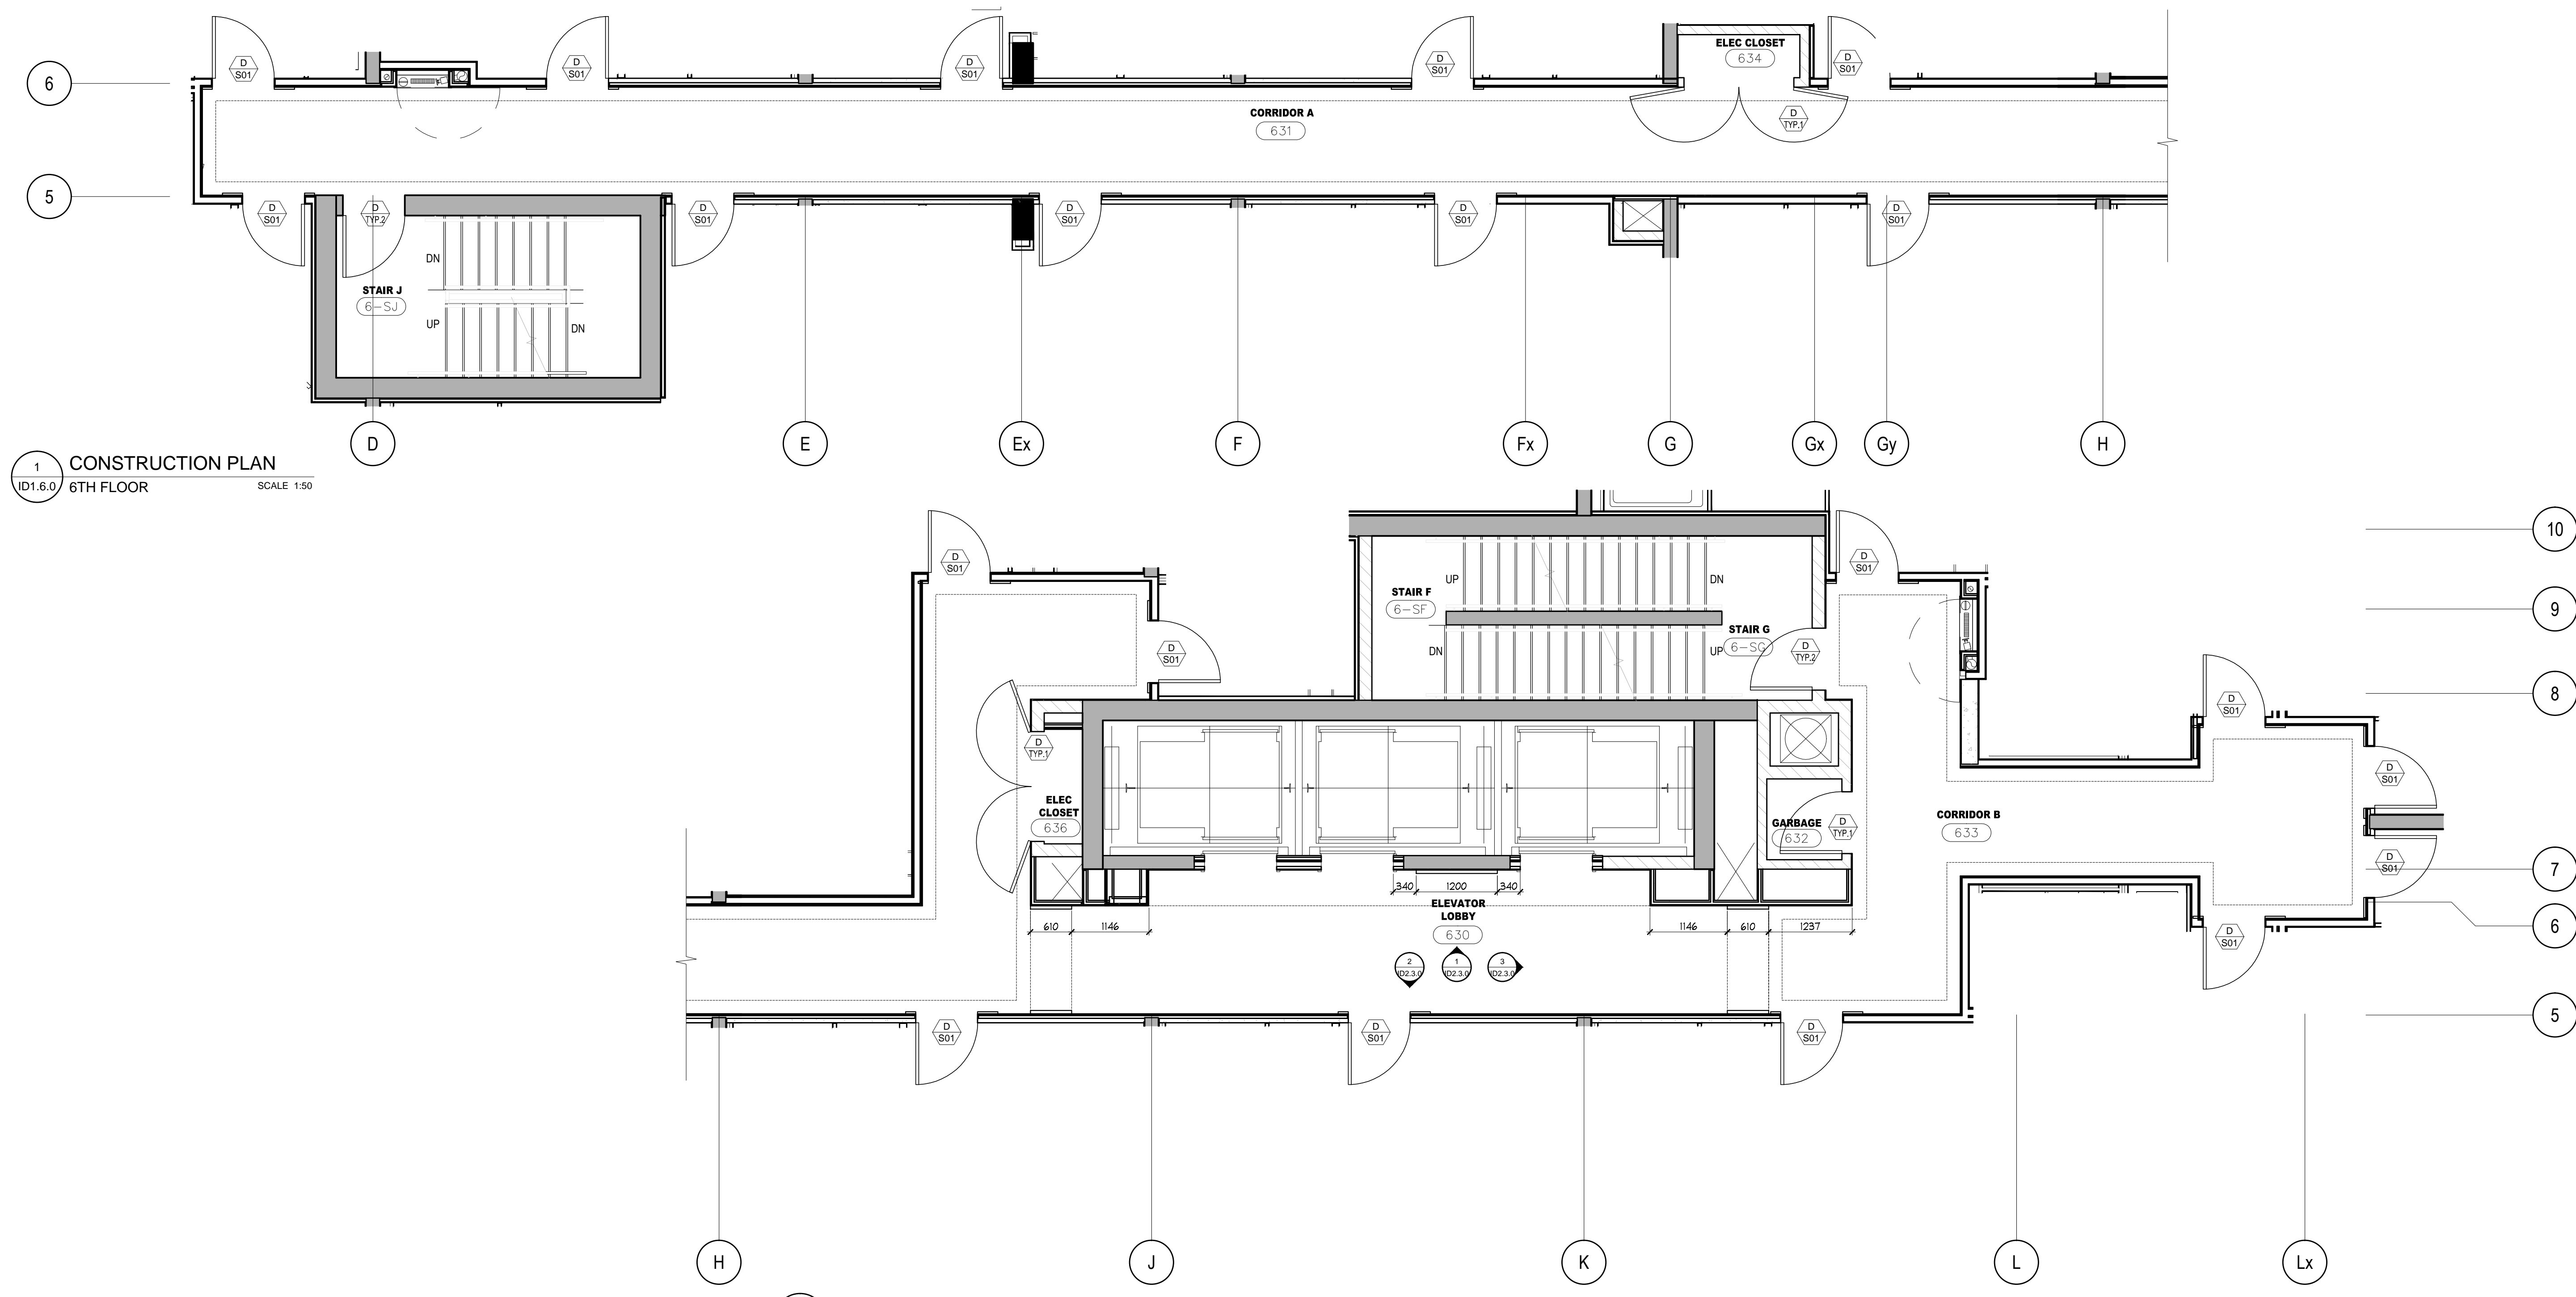 D
S01
D
S01
D
S01
D
S01
ELEC CLOSET
634
D
S01
6
CORRIDOR A
631
D
TYP.1
5
D
S01
D
TYP.2
D
S01
D
S01
D
S01
D
S01
DN
STAIR J
6-SJ
UP
DN
D
E
Ex
F
Fx
G
Gx
Gy
H
1
ID1.6.0
CONSTRUCTION PLAN
6TH FLOOR
SCALE 1:50
10
D
S01
D
S01
UP
DN
STAIR F
6-SF
9
STAIR G
6-SG
DN
UP
D
TYP.2
D
S01
8
D
S01
D
TYP.1
D
S01
ELEC
CLOSET
636
GARBAGE
632
D
TYP.1
CORRIDOR B
633
D
S01
7
340
1200
340
ELEVATOR
LOBBY
630
610
1146
1146
610
1237
6
D
S01
2
ID2.3.0
1
ID2.3.0
3
ID2.3.0
5
D
S01
D
S01
D
S01
H
J
K
L
Lx